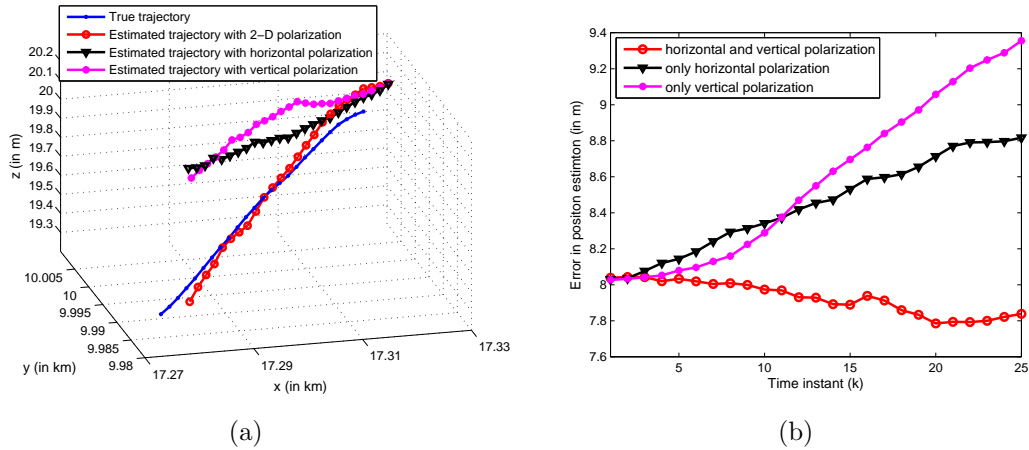 True trajectory
Estimated trajectory with 2−D polarization
Estimated trajectory with horizontal polarization
Estimated trajectory with vertical polarization
20.2
20.1
20
19.9
19.8
19.7
19.6
19.5
19.4
19.3
z (in m)
10.005
10
9.995
9.99
9.985
9.98
y (in km)
17.27
17.29
17.31
17.33
x (in km)
(a)
horizontal and vertical polarization
only horizontal polarization
only vertical polarization
9.4
9.2
9
8.8
8.6
8.4
8.2
8
7.8
7.6
Error in positon estimtion (in m)
5
10
15
20
25
Time instant (k)
(b)